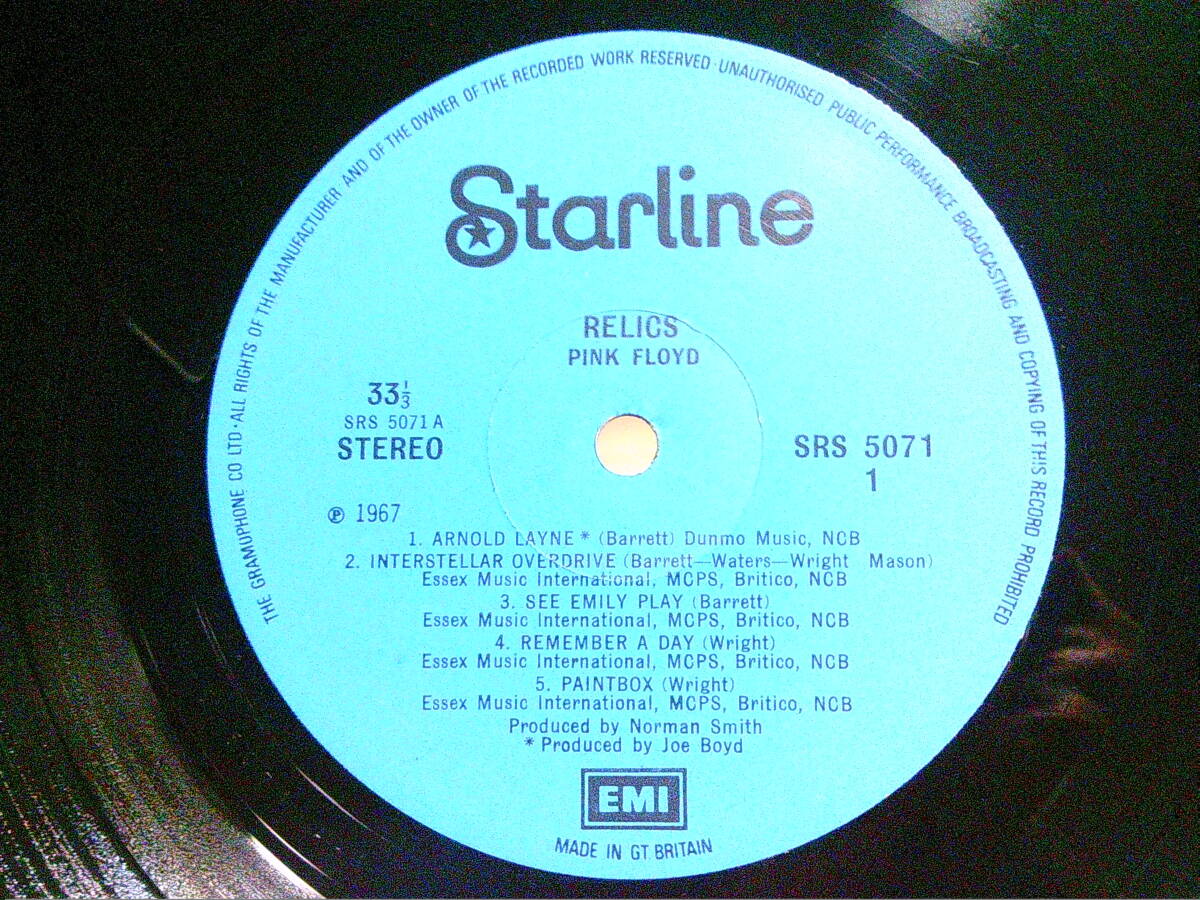 THE GRAMOPHONE CO LTD·ALL RIGHTS OF THE MANUFACTURER AND OF THE OWNER OF THE RECORDED WORK RESERVED·UNAUTHORISED PUBLIC PERFORMANCE BROADCASTING AND COPYING OF THIS RECORD PROHIBITED
Starline
RELICS
PINK FLOYD
33⅓
SRS 5071 A
STEREO
SRS 5071
1
℗ 1967
1. ARNOLD LAYNE * (Barrett) Dunmo Music, NCB
2. INTERSTELLAR OVERDRIVE (Barrett—Waters—Wright Mason)
Essex Music International, MCPS, Britico, NCB
3. SEE EMILY PLAY (Barrett)
Essex Music International, MCPS, Britico, NCB
4. REMEMBER A DAY (Wright)
Essex Music International, MCPS, Britico, NCB
5. PAINTBOX (Wright)
Essex Music International, MCPS, Britico, NCB
Produced by Norman Smith
* Produced by Joe Boyd
EMI
MADE IN GT. BRITAIN